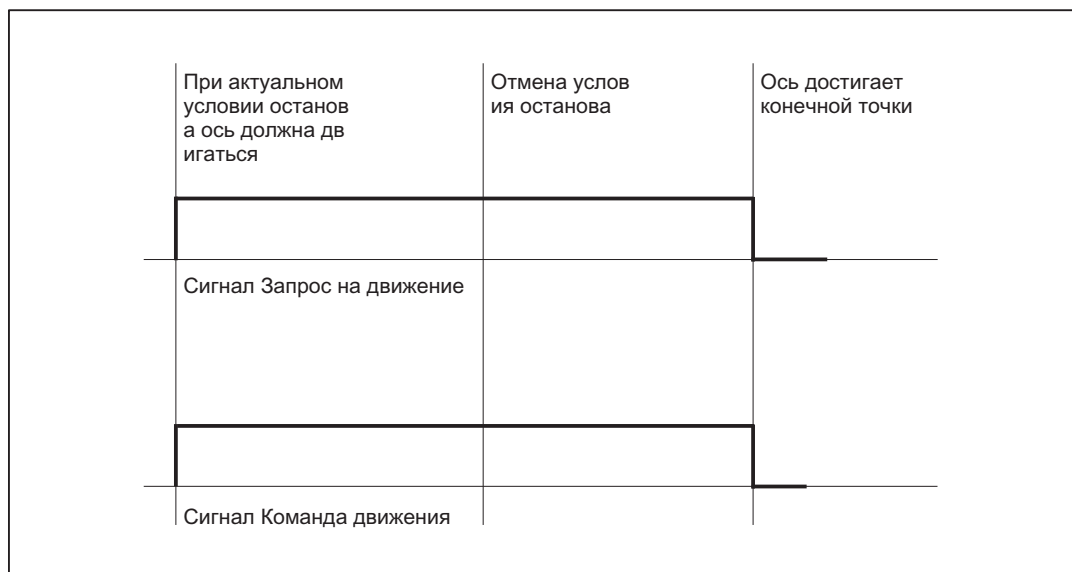 При актуальном
условии останов
а ось должна дв
игаться
Отмена услов
ия останова
Ось достигает
конечной точки
Сигнал Запрос на движение
Сигнал Команда движения